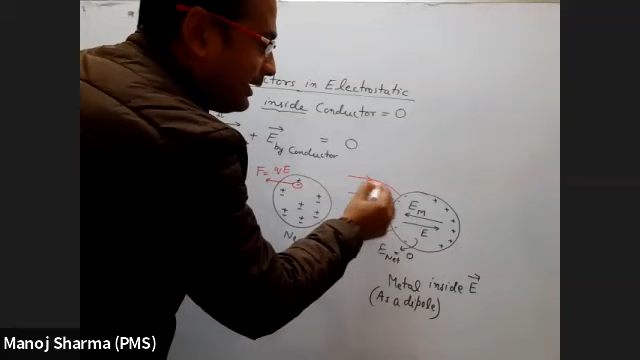 ctors in Electrostatic
inside Conductor = 0
+ E by Conductor = 0
F = qE
E_M
E
E_Net = 0
Metal inside E
(As a dipole)
Manoj Sharma (PMS)